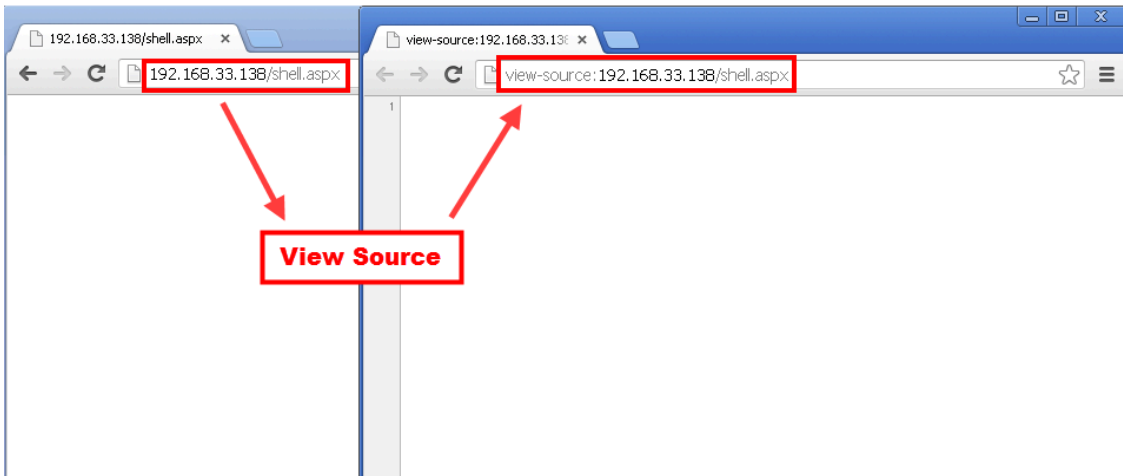 192.168.33.138/shell.aspx
192.168.33.138/shell.aspx
view-source:192.168.33.138
view-source:192.168.33.138/shell.aspx
1
View Source